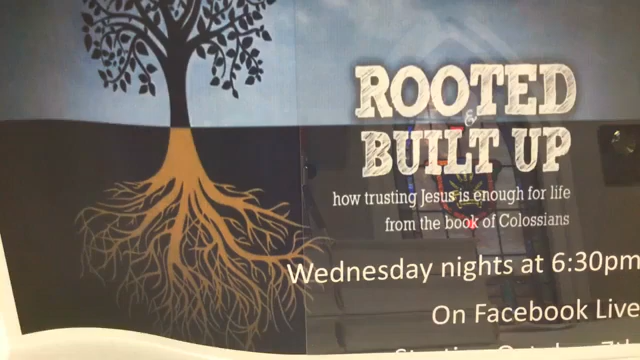 ROOTED
&
BUILT UP
how trusting Jesus is enough for life
from the book of Colossians
Wednesday nights at 6:30pm
On Facebook Live